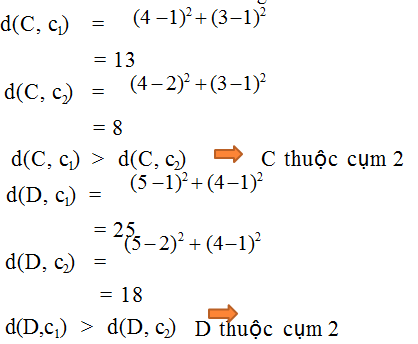 d(C, c₁) = (4−1)²+(3−1)²
= 13
d(C, c₂) = (4−2)²+(3−1)²
= 8
d(C, c₁) > d(C, c₂) ➡ C thuộc cụm 2
d(D, c₁) = (5−1)²+(4−1)²
= 25
d(D, c₂) = (5−2)²+(4−1)²
= 18
d(D,c₁) > d(D, c₂) ➡ D thuộc cụm 2